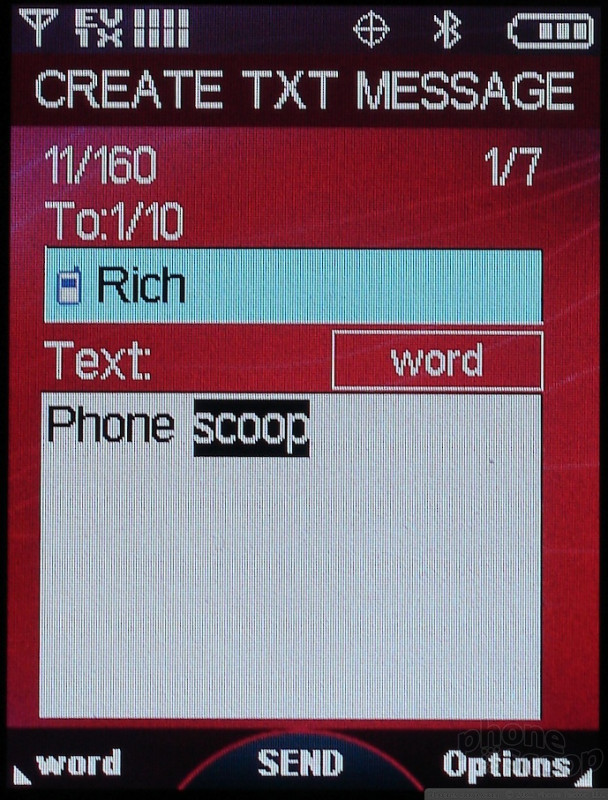 EV
1X
CREATE TXT MESSAGE
11/160 1/7
To:1/10
Rich
Text: word
Phone scoop
phone
scoop
word SEND Options